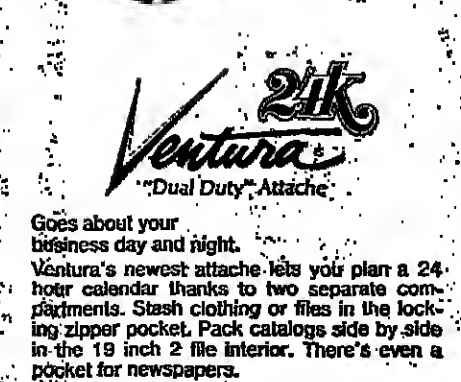 24K
Ventura®
"Dual Duty" Attache
Goes about your
business day and night.
Ventura's newest attache lets you plan a 24
hour calendar thanks to two separate com-
partments. Stash clothing or files in the lock-
ing zipper pocket. Pack catalogs side by side
in the 19 inch 2 file interior. There's even a
pocket for newspapers.